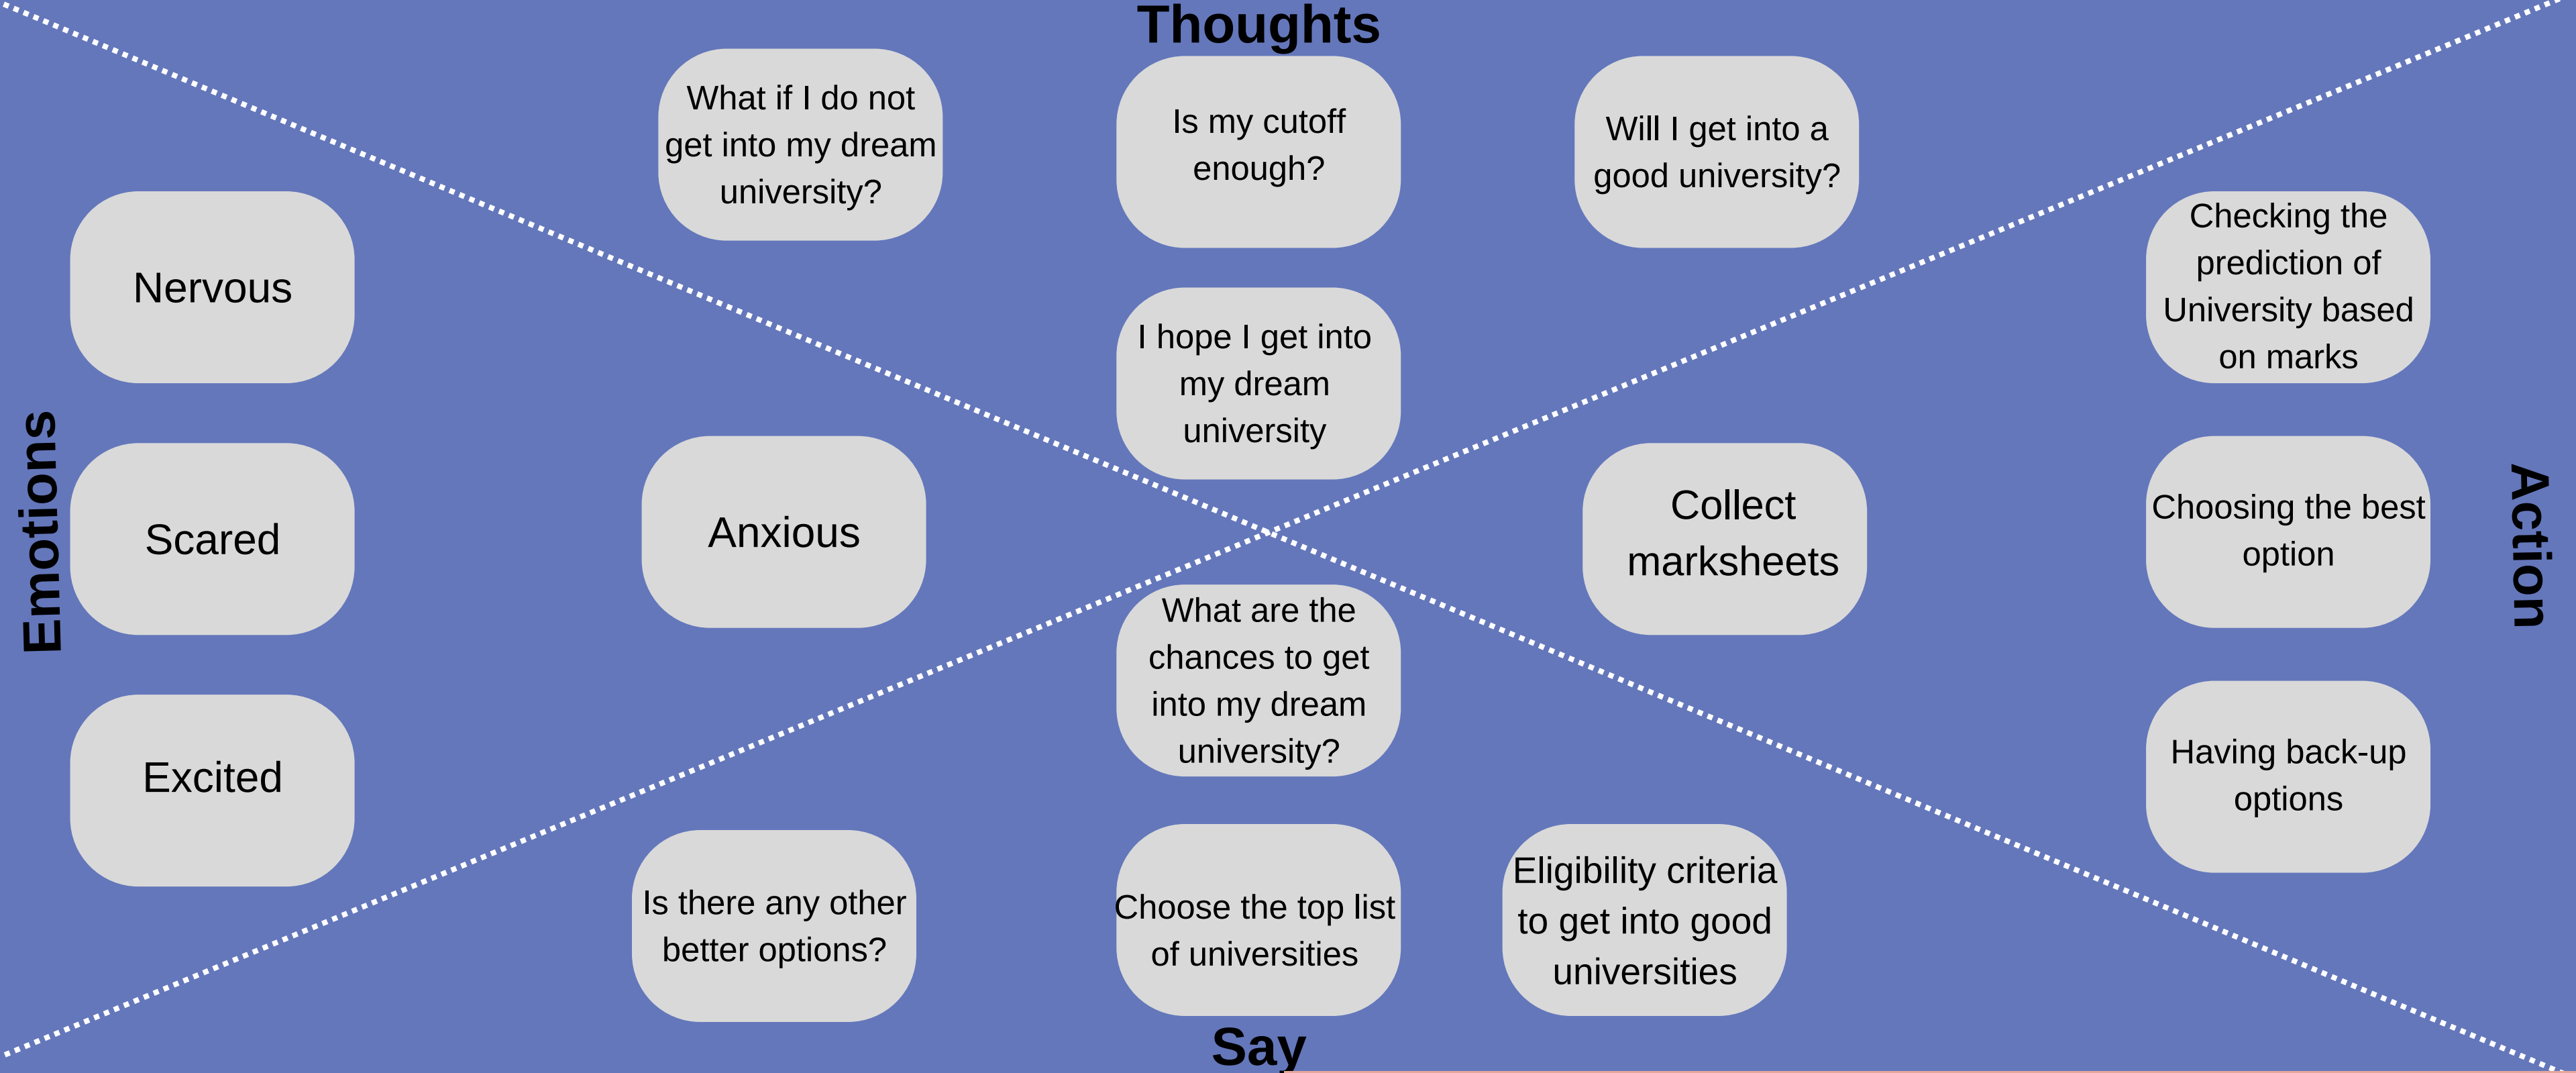 Thoughts
What if I do not
get into my dream
university?
Is my cutoff
enough?
Will I get into a
good university?
I hope I get into
my dream
university
Emotions
Nervous
Scared
Anxious
Excited
Action
Checking the
prediction of
University based
on marks
Collect
marksheets
Choosing the best
option
Having back-up
options
What are the
chances to get
into my dream
university?
Is there any other
better options?
Choose the top list
of universities
Eligibility criteria
to get into good
universities
Say